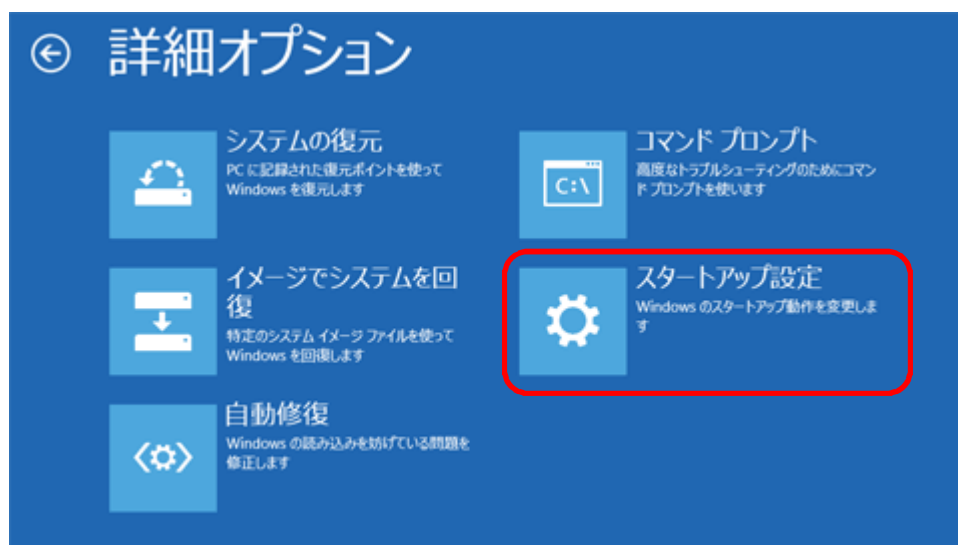 詳細オプション
システムの復元
PC に記録された復元ポイントを使って
Windows を復元します
コマンド プロンプト
高度なトラブルシューティングのためにコマン
ド プロンプトを使います
C:\
イメージでシステムを回
復
特定のシステム イメージ ファイルを使って
Windows を回復します
スタートアップ設定
Windows のスタートアップ動作を変更しま
す
自動修復
Windows の読み込みを妨げている問題を
修正します